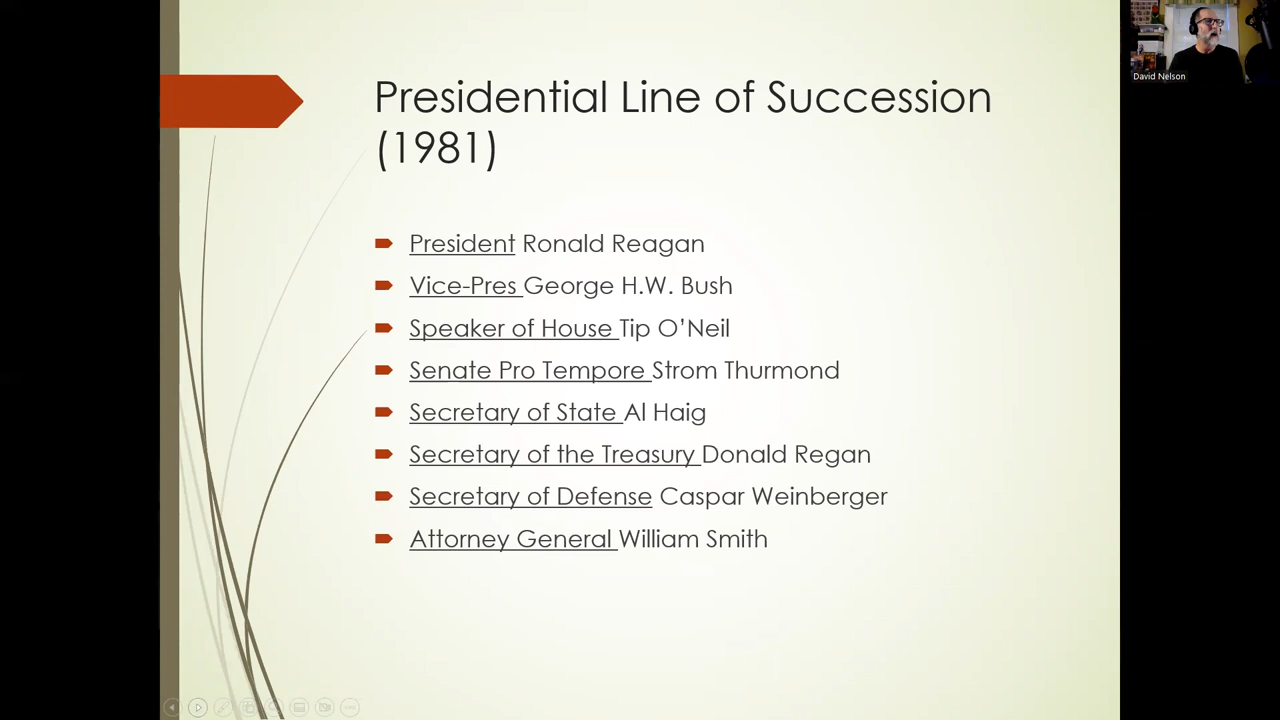 David Nelson
Presidential Line of Succession
(1981)
President Ronald Reagan
Vice-Pres George H.W. Bush
Speaker of House Tip O’Neil
Senate Pro Tempore Strom Thurmond
Secretary of State Al Haig
Secretary of the Treasury Donald Regan
Secretary of Defense Caspar Weinberger
Attorney General William Smith